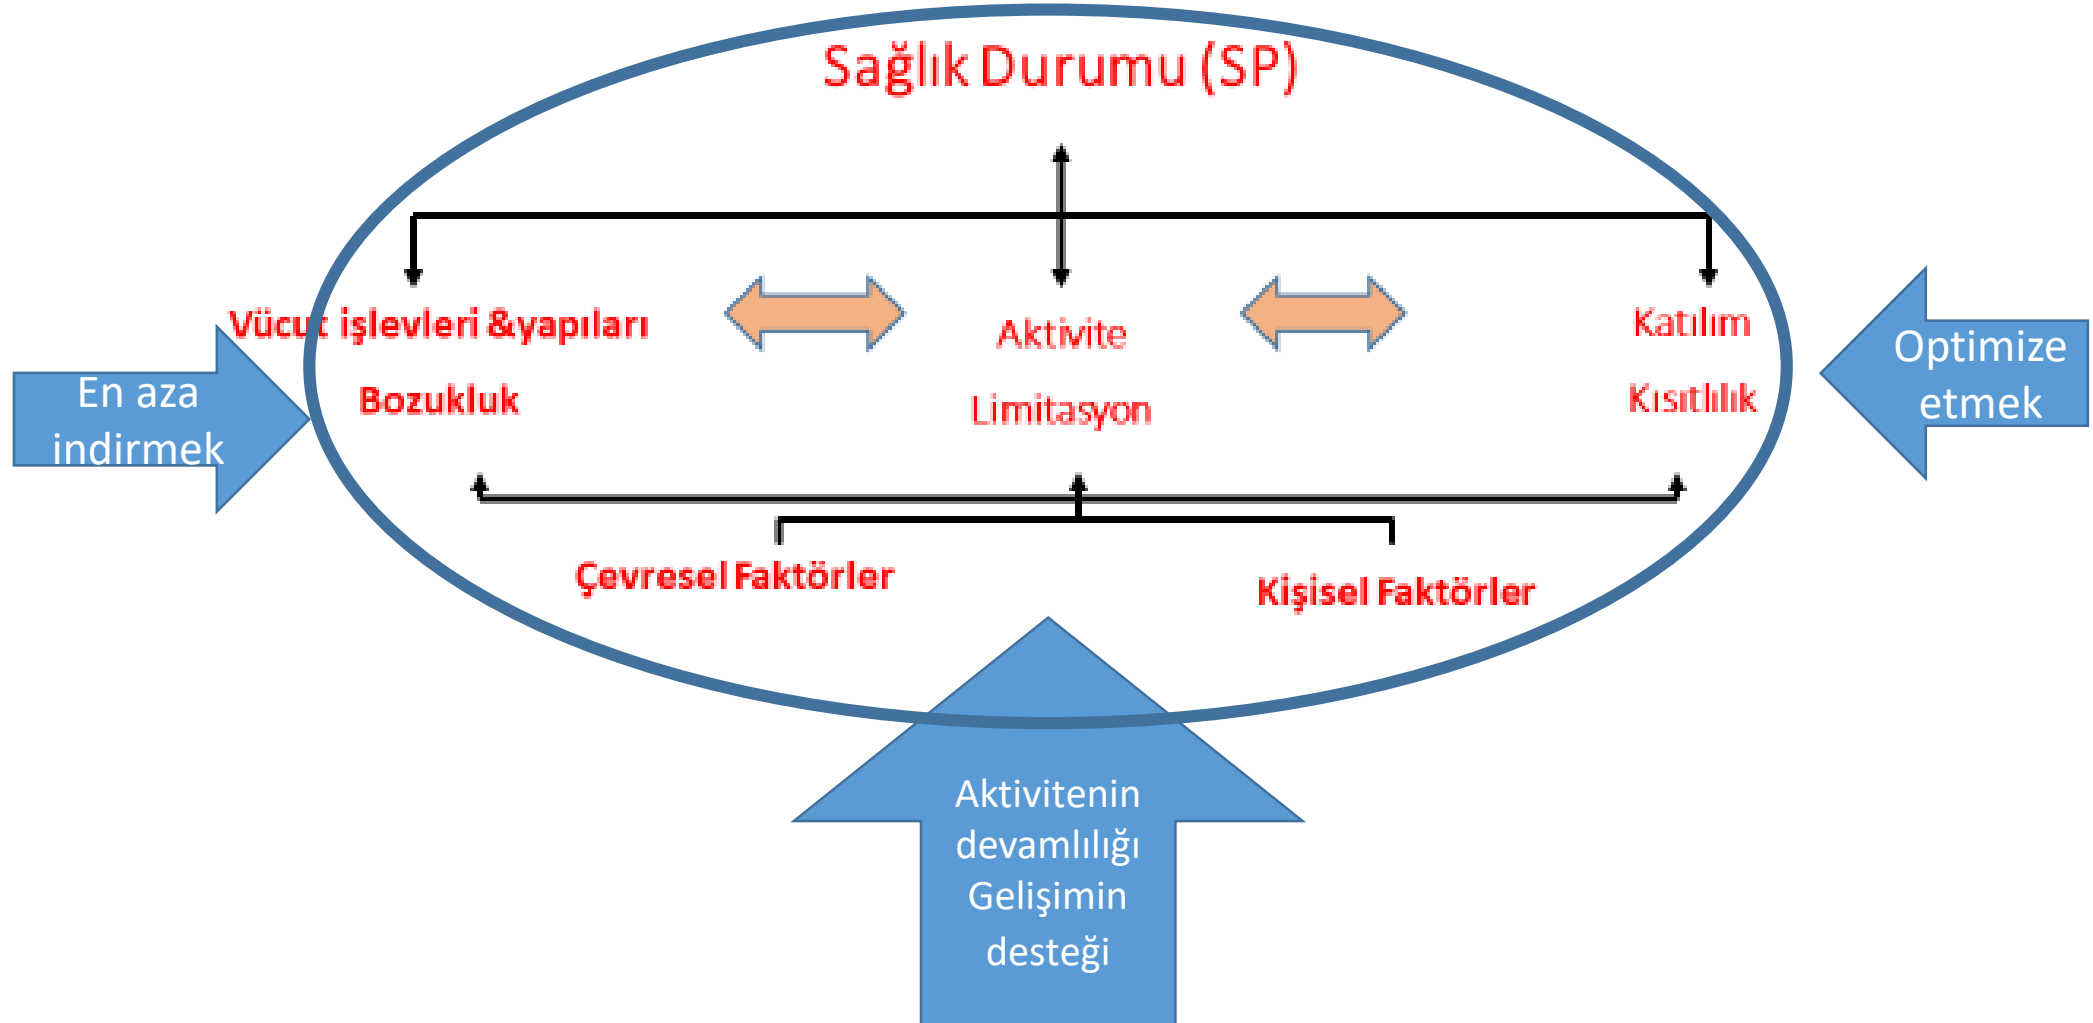 Sağlık Durumu (SP)
Vücut işlevleri &yapıları
Bozukluk
Aktivite
Limitasyon
Katılım
Kısıtlılık
En aza
indirmek
Optimize
etmek
Çevresel Faktörler
Kişisel Faktörler
Aktivitenin
devamlılığı
Gelişimin
desteği